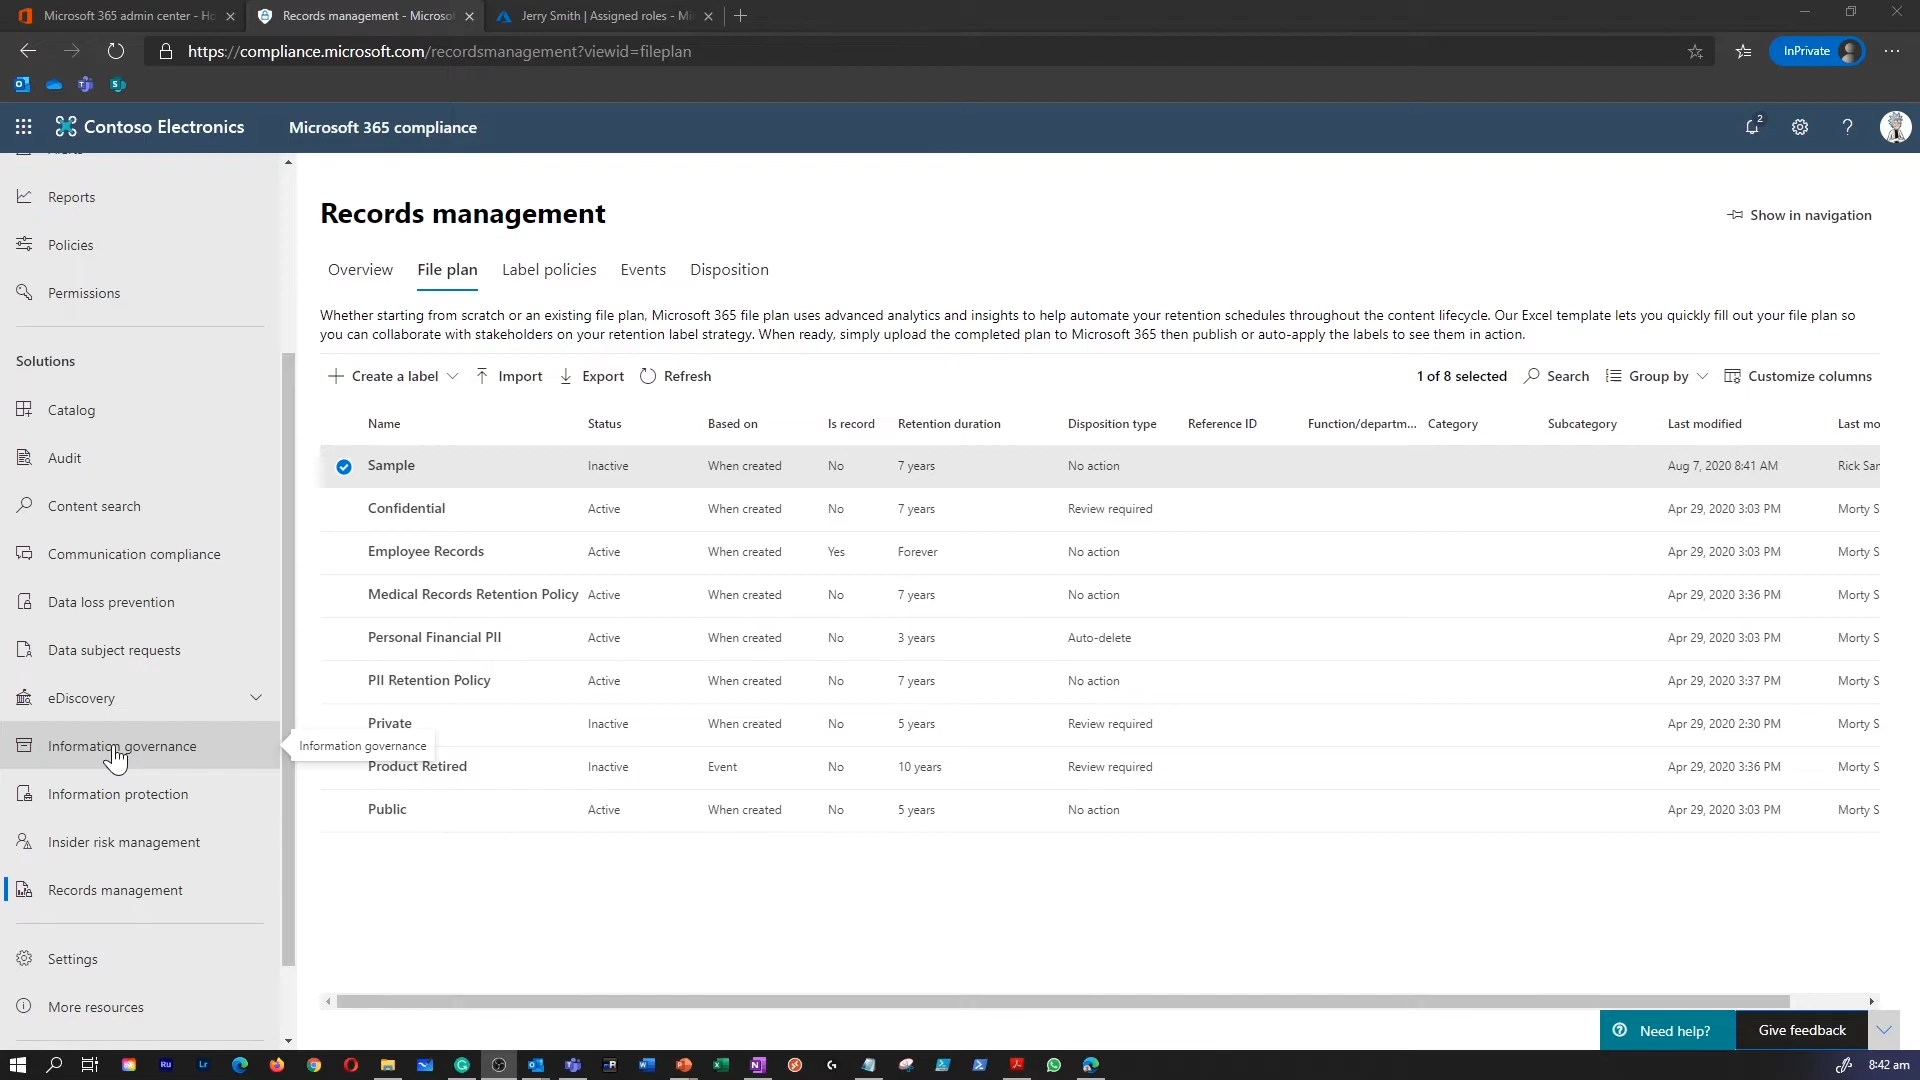 Microsoft 365 admin center - Ho
Records management - Microsof
Jerry Smith | Assigned roles - Mi
https://compliance.microsoft.com/recordsmanagement?viewid=fileplan
InPrivate
Contoso Electronics
Microsoft 365 compliance
2
?
Alerts
Reports
Policies
Permissions
Solutions
Catalog
Audit
Content search
Communication compliance
Data loss prevention
Data subject requests
eDiscovery
Information governance
Information governance
Information protection
Insider risk management
Records management
Settings
More resources
Records management
Show in navigation
Overview File plan Label policies Events Disposition
Whether starting from scratch or an existing file plan, Microsoft 365 file plan uses advanced analytics and insights to help automate your retention schedules throughout the content lifecycle. Our Excel template lets you quickly fill out your file plan so
you can collaborate with stakeholders on your retention label strategy. When ready, simply upload the completed plan to Microsoft 365 then publish or auto-apply the labels to see them in action.
Create a label Import Export Refresh 1 of 8 selected Search Group by Customize columns
Name Status Based on Is record Retention duration Disposition type Reference ID Function/departm... Category Subcategory Last modified Last mo
Sample Inactive When created No 7 years No action Aug 7, 2020 8:41 AM Rick Sar
Confidential Active When created No 7 years Review required Apr 29, 2020 3:03 PM Morty S
Employee Records Active When created Yes Forever No action Apr 29, 2020 3:03 PM Morty S
Medical Records Retention Policy Active When created No 7 years No action Apr 29, 2020 3:36 PM Morty S
Personal Financial PII Active When created No 3 years Auto-delete Apr 29, 2020 3:03 PM Morty S
PII Retention Policy Active When created No 7 years No action Apr 29, 2020 3:37 PM Morty S
Private Inactive When created No 5 years Review required Apr 29, 2020 2:30 PM Morty S
Product Retired Inactive Event No 10 years Review required Apr 29, 2020 3:36 PM Morty S
Public Active When created No 5 years No action Apr 29, 2020 3:03 PM Morty S
Need help?
Give feedback
Ru
Lr
8:42 am